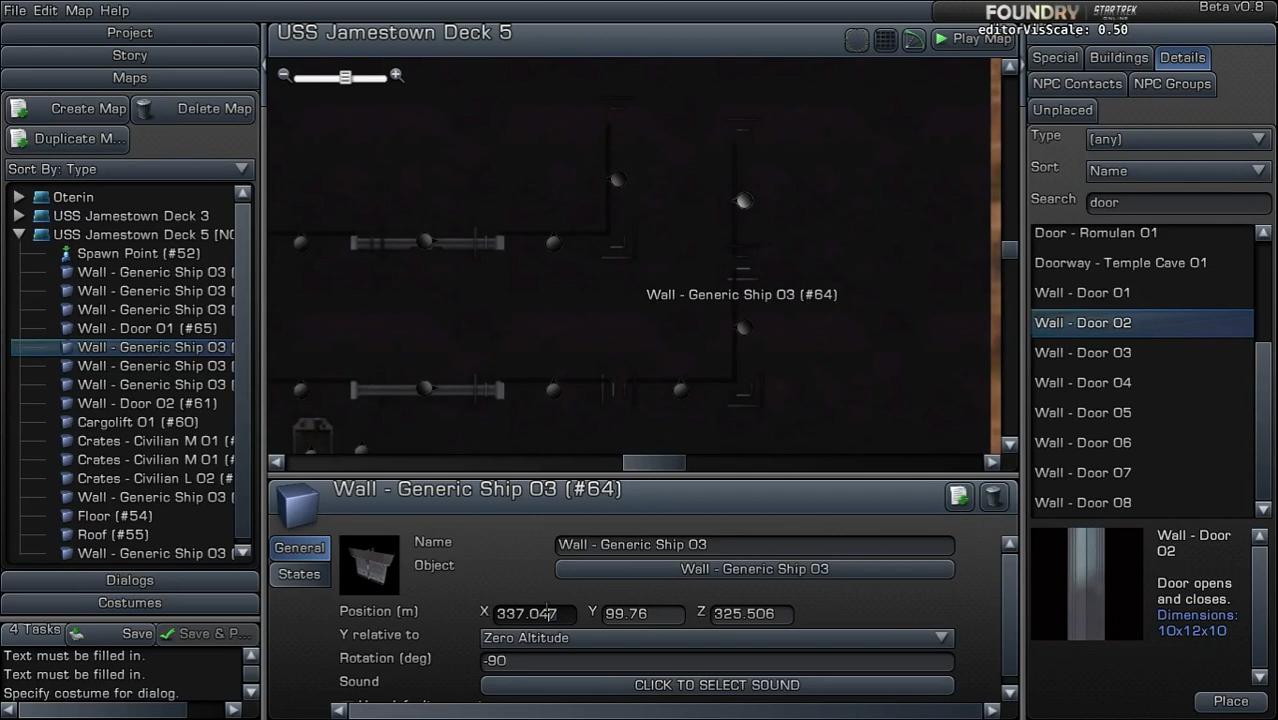 File Edit Map Help
FOUNDRY STAR TREK ONLINE
Beta v0.8
editorVisScale: 0.50
Project
Story
Maps
Create Map
Delete Map
Duplicate M...
Sort By: Type
Oterin
USS Jamestown Deck 3
USS Jamestown Deck 5 [NO
Spawn Point (#52)
Wall - Generic Ship 03 (
Wall - Generic Ship 03 (
Wall - Generic Ship 03 (
Wall - Door 01 (#65)
Wall - Generic Ship 03 (
Wall - Generic Ship 03 (
Wall - Generic Ship 03 (
Wall - Door 02 (#61)
Cargolift 01 (#60)
Crates - Civilian M 01 (#
Crates - Civilian M 01 (#
Crates - Civilian L 02 (#
Wall - Generic Ship 03 (
Floor (#54)
Roof (#55)
Wall - Generic Ship 03 (
Dialogs
Costumes
4 Tasks
Save
Save & P...
Text must be filled in.
Text must be filled in.
Specify costume for dialog.
USS Jamestown Deck 5
Play Map
Wall - Generic Ship 03 (#64)
Wall - Generic Ship 03 (#64)
General
States
Name
Wall - Generic Ship 03
Object
Wall - Generic Ship 03
Position (m)
X 337.047 Y 99.76 Z 325.506
Y relative to
Zero Altitude
Rotation (deg)
-90
Sound
CLICK TO SELECT SOUND
Special
Buildings
Details
NPC Contacts
NPC Groups
Unplaced
Type
(any)
Sort
Name
Search
door
Door - Romulan 01
Doorway - Temple Cave 01
Wall - Door 01
Wall - Door 02
Wall - Door 03
Wall - Door 04
Wall - Door 05
Wall - Door 06
Wall - Door 07
Wall - Door 08
Wall - Door
02
Door opens
and closes.
Dimensions:
10x12x10
Place